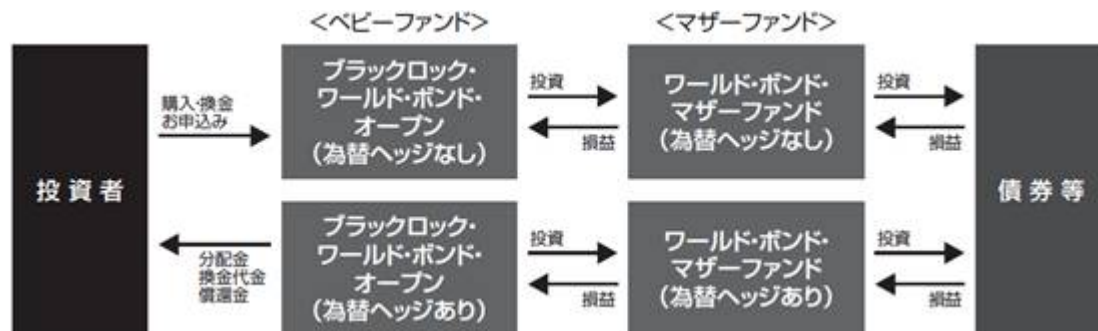 ＜ベビーファンド＞
＜マザーファンド＞
投資者
購入・換金
お申込み
ブラックロック・
ワールド・ボンド・
オープン
（為替ヘッジなし）
投資
損益
ワールド・ボンド・
マザーファンド
（為替ヘッジなし）
投資
損益
債券等
分配金
換金代金
償還金
ブラックロック・
ワールド・ボンド・
オープン
（為替ヘッジあり）
投資
損益
ワールド・ボンド・
マザーファンド
（為替ヘッジあり）
投資
損益